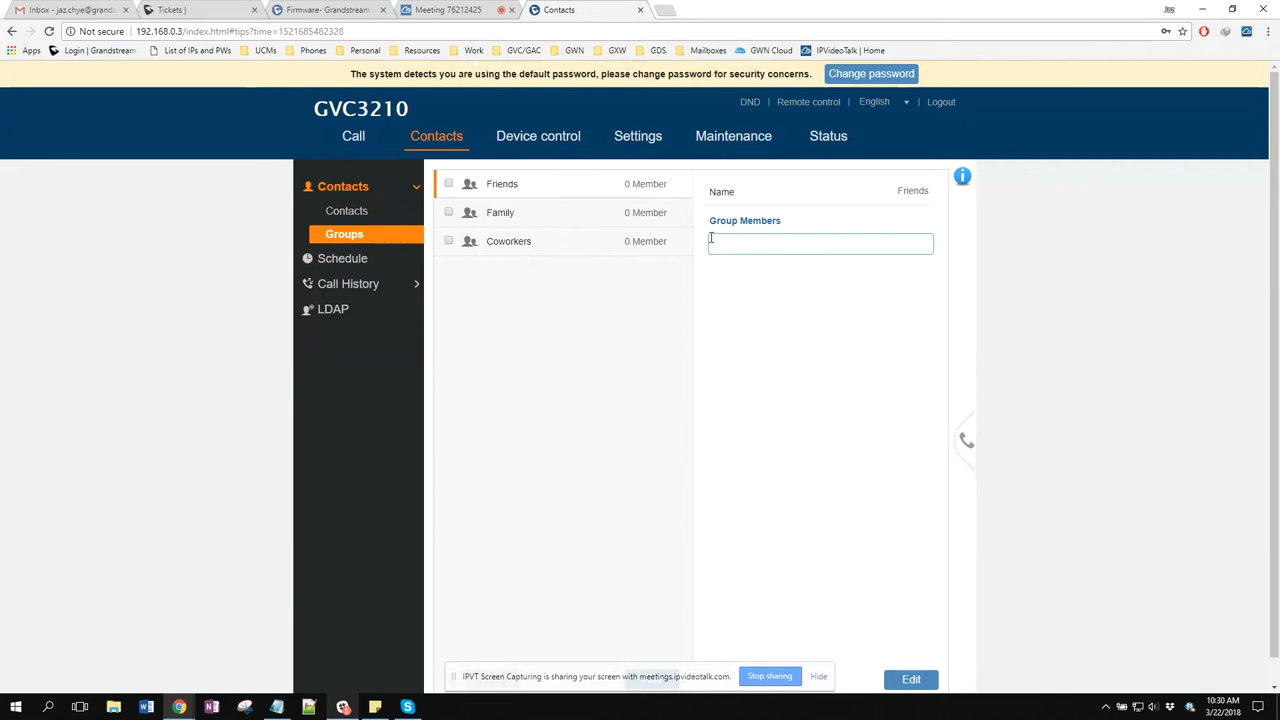 Inbox - jaz.chye@grands
Tickets |
Firmware- Grandstream
Meeting 76212425
Contacts
Not secure 192.168.0.3/index.html#tips?time=1521685482328
Apps Login | Grandstream List of IPs and PWs UCMs Phones Personal Resources Work GVC/GAC GWN GXW GDS Mailboxes GWN Cloud IPVideoTalk | Home
The system detects you are using the default password, please change password for security concerns. Change password
GVC3210
DND | Remote control | English | Logout
Call Contacts Device control Settings Maintenance Status
Contacts
Contacts
Groups
Schedule
Call History
LDAP
Friends 0 Member
Family 0 Member
Coworkers 0 Member
Name Friends
Group Members
IPVT Screen Capturing is sharing your screen with meetings.ipvideotalk.com. Stop sharing Hide
Edit
10:30 AM
3/22/2018